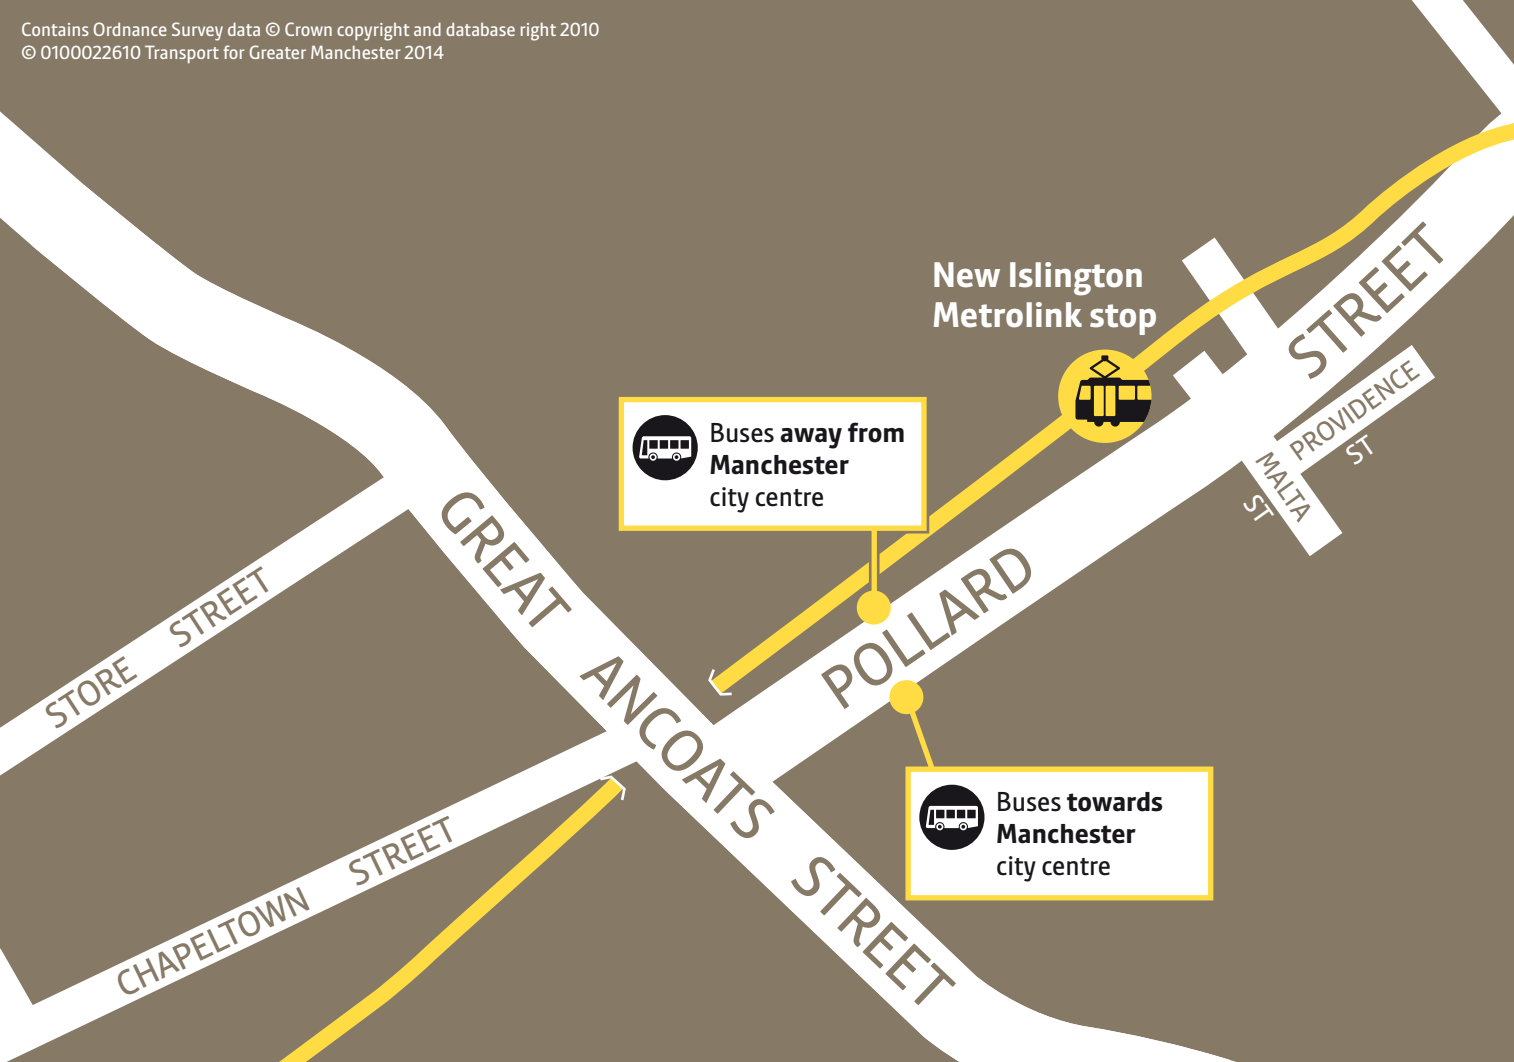 Contains Ordnance Survey data © Crown copyright and database right 2010
© 0100022610 Transport for Greater Manchester 2014
New Islington
Metrolink stop
STREET
PROVIDENCE
ST
MALTA
ST
Buses away from
Manchester
city centre
GREAT
ANCOATS
STREET
POLLARD
STORE STREET
Buses towards
Manchester
city centre
CHAPELTOWN STREET